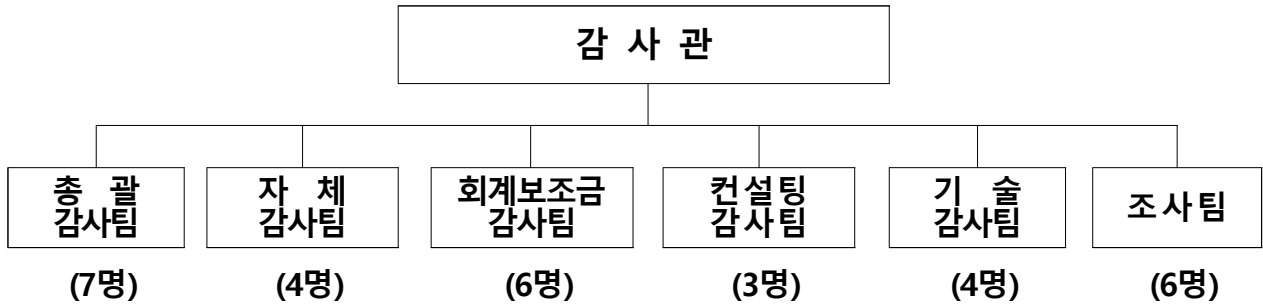 감 사 관
총 괄
감사팀
자 체
감사팀
회계보조금
감사팀
컨설팅
감사팀
기 술
감사팀
조사팀
(7명)
(4명)
(6명)
(3명)
(4명)
(6명)